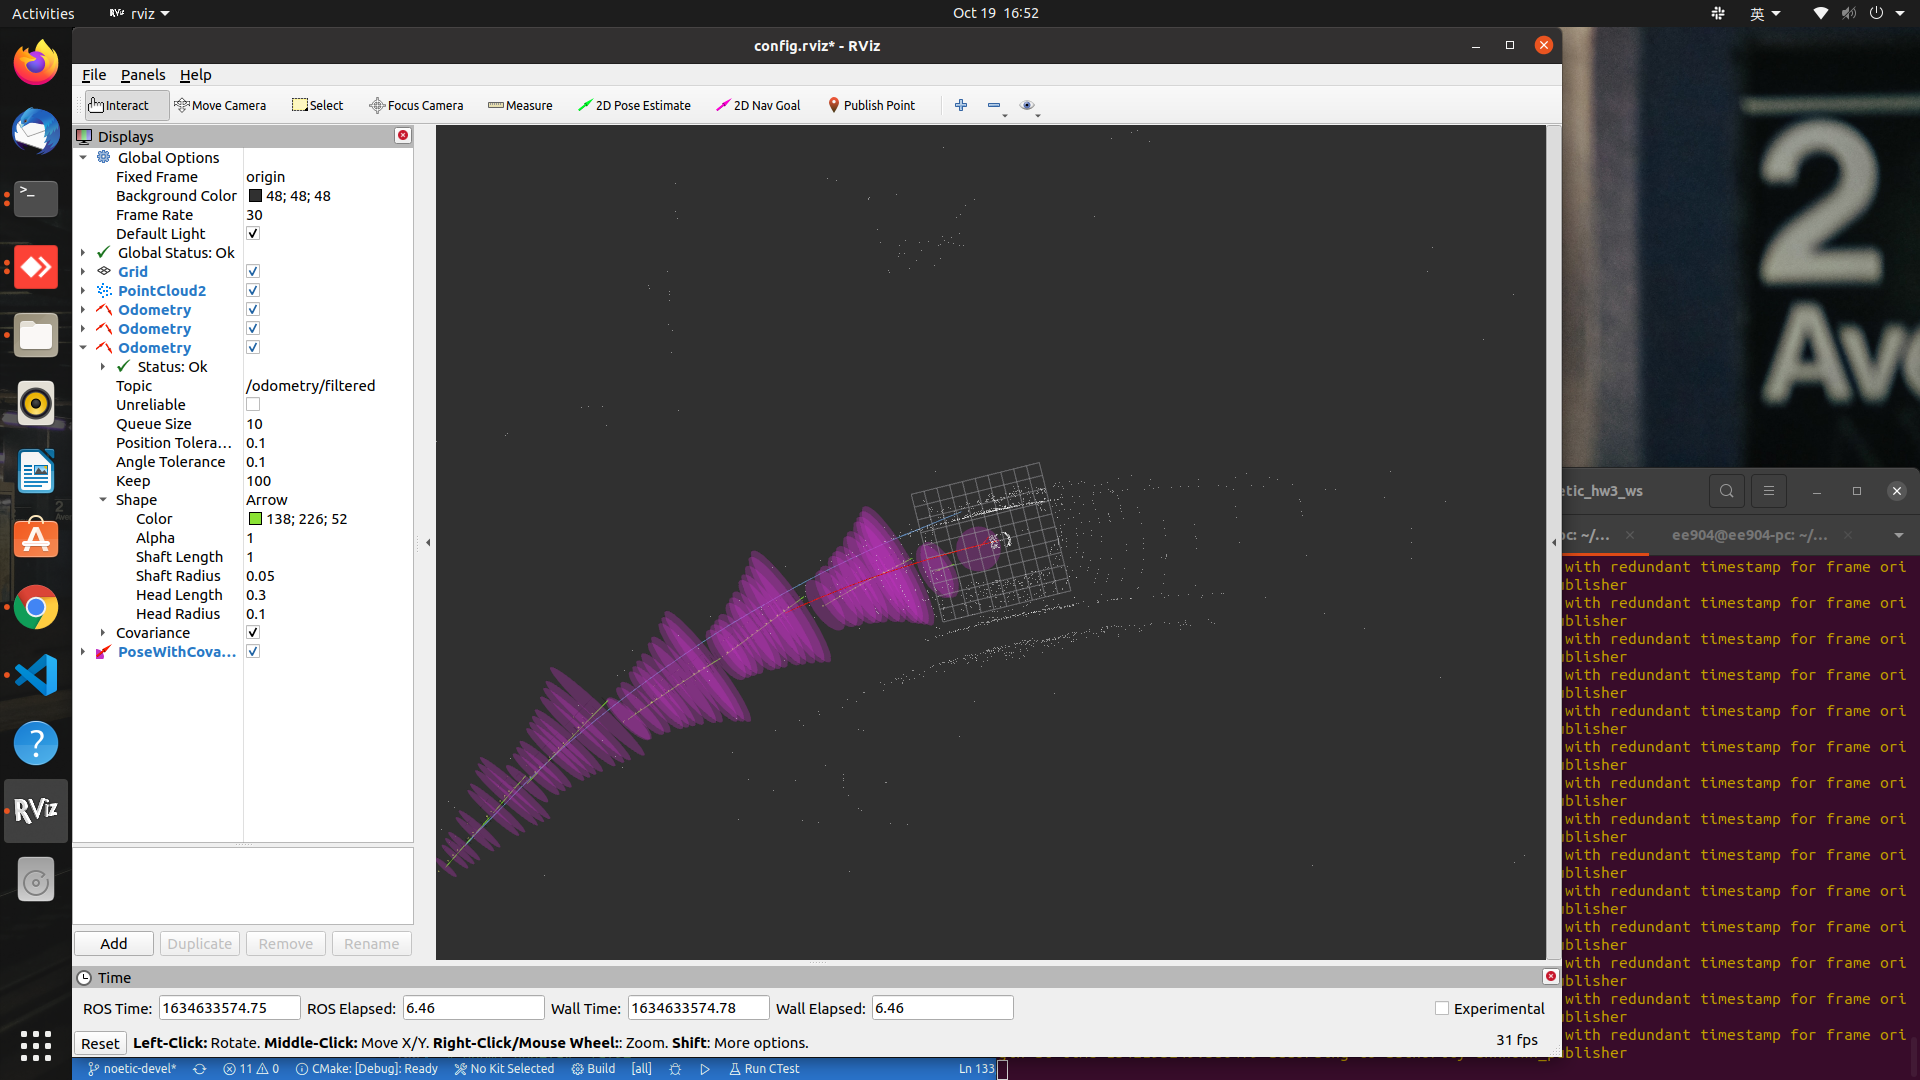 Activities
RViz
rviz
Oct 19 16:52
英
config.rviz* - RViz
File Panels Help
Interact Move Camera Select Focus Camera Measure 2D Pose Estimate 2D Nav Goal Publish Point
Displays
Global Options
Fixed Frame origin
Background Color 48; 48; 48
Frame Rate 30
Default Light
Global Status: Ok
Grid
PointCloud2
Odometry
Odometry
Odometry
Status: Ok
Topic /odometry/filtered
Unreliable
Queue Size 10
Position Tolera... 0.1
Angle Tolerance 0.1
Keep 100
Shape Arrow
Color 138; 226; 52
Alpha 1
Shaft Length 1
Shaft Radius 0.05
Head Length 0.3
Head Radius 0.1
Covariance
PoseWithCova...
Add Duplicate Remove Rename
Time
ROS Time: 1634633574.75 ROS Elapsed: 6.46 Wall Time: 1634633574.78 Wall Elapsed: 6.46 Experimental
Reset Left-Click: Rotate. Middle-Click: Move X/Y. Right-Click/Mouse Wheel:: Zoom. Shift: More options. 31 fps
noetic-devel* 11 0 CMake: [Debug]: Ready No Kit Selected Build [all] Run CTest Ln 133
RViz
2
Ave
etic_hw3_ws
pc: ~/... ee904@ee904-pc: ~/...
with redundant timestamp for frame ori
blisher
with redundant timestamp for frame ori
blisher
with redundant timestamp for frame ori
blisher
with redundant timestamp for frame ori
blisher
with redundant timestamp for frame ori
blisher
with redundant timestamp for frame ori
blisher
with redundant timestamp for frame ori
blisher
with redundant timestamp for frame ori
blisher
with redundant timestamp for frame ori
blisher
with redundant timestamp for frame ori
blisher
with redundant timestamp for frame ori
blisher
with redundant timestamp for frame ori
blisher
with redundant timestamp for frame ori
blisher
with redundant timestamp for frame ori
blisher